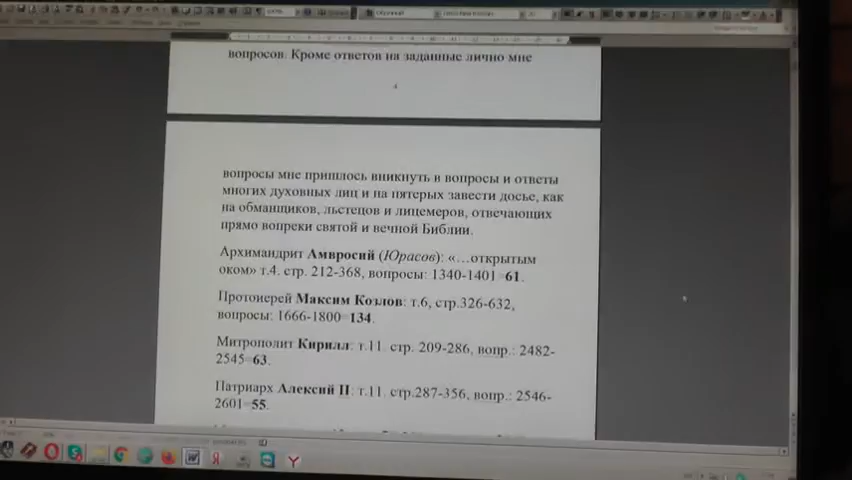 вопросов. Кроме ответов на заданные лично мне
4
вопросы мне пришлось вникнуть в вопросы и ответы
многих духовных лиц и на пятерых завести досье, как
на обманщиков, льстецов и лицемеров, отвечающих
прямо вопреки святой и вечной Библии.
Архимандрит Амвросий (Юрасов): «…открытым
оком» т.4. стр. 212-368, вопросы: 1340-1401=61.
Протоиерей Максим Козлов: т.6, стр.326-632,
вопросы: 1666-1800=134.
Митрополит Кирилл: т.11. стр. 209-286, вопр.: 2482-
2545=63.
Патриарх Алексий II: т.11. стр.287-356, вопр.: 2546-
2601=55.